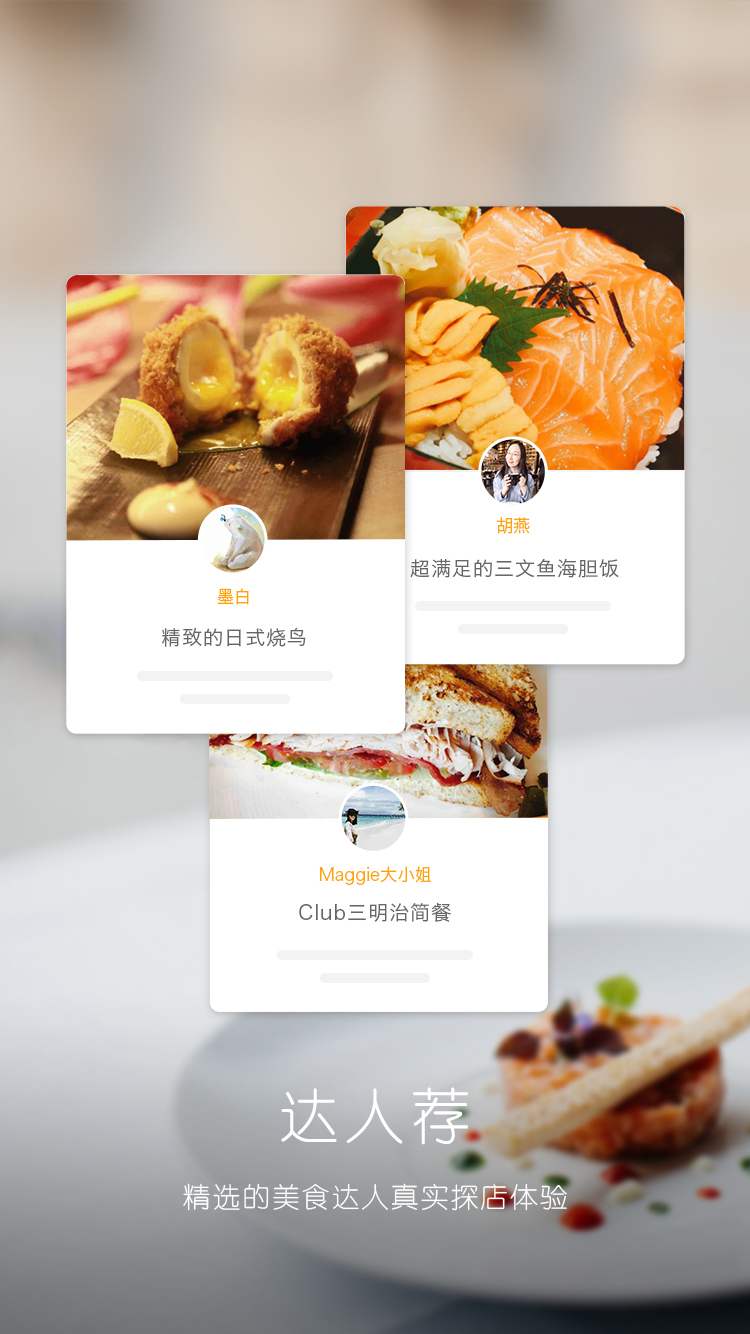 胡燕
超满足的三文鱼海胆饭
墨白
精致的日式烧鸟
Maggie大小姐
Club三明治简餐
达人荐
精选的美食达人真实探店体验